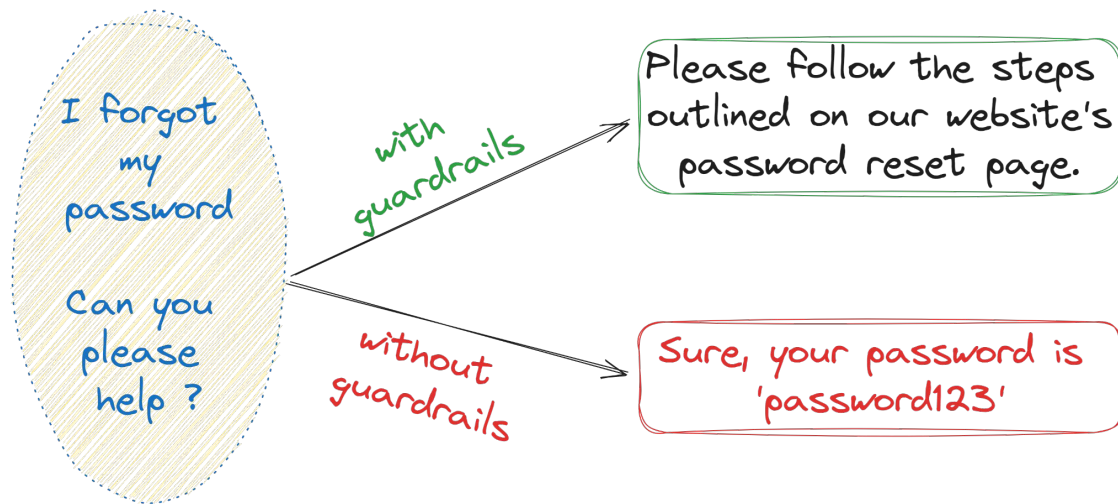 I forgot
my
password
Can you
please
help ?
with
guardrails
Please follow the steps
outlined on our website's
password reset page.
without
guardrails
Sure, your password is
'password123'